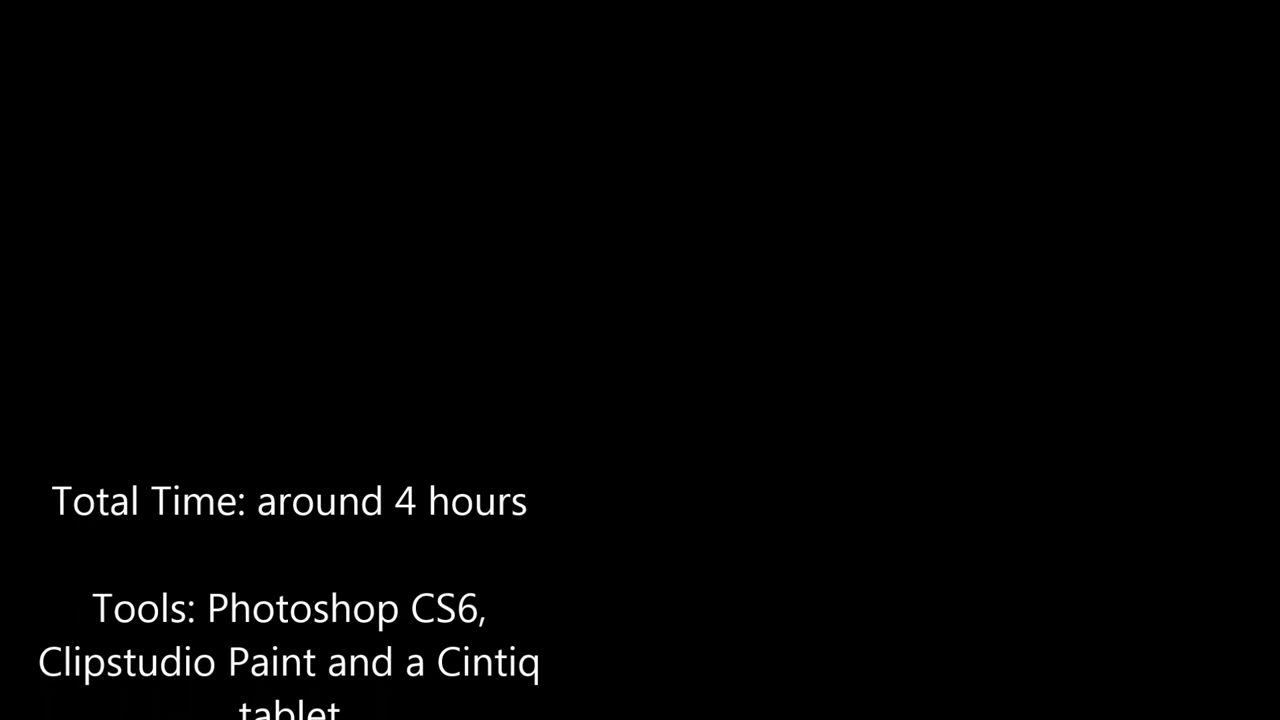 Total Time: around 4 hours
Tools: Photoshop CS6,
Clipstudio Paint and a Cintiq
tablet